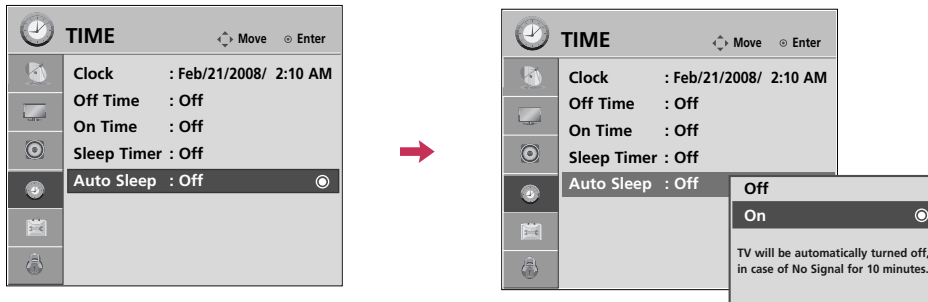 TIME Move Enter
Clock : Feb/21/2008/ 2:10 AM
Off Time : Off
On Time : Off
Sleep Timer : Off
Auto Sleep : Off
TIME Move Enter
Clock : Feb/21/2008/ 2:10 AM
Off Time : Off
On Time : Off
Sleep Timer : Off
Auto Sleep : Off
Off
On
TV will be automatically turned off,
in case of No Signal for 10 minutes.